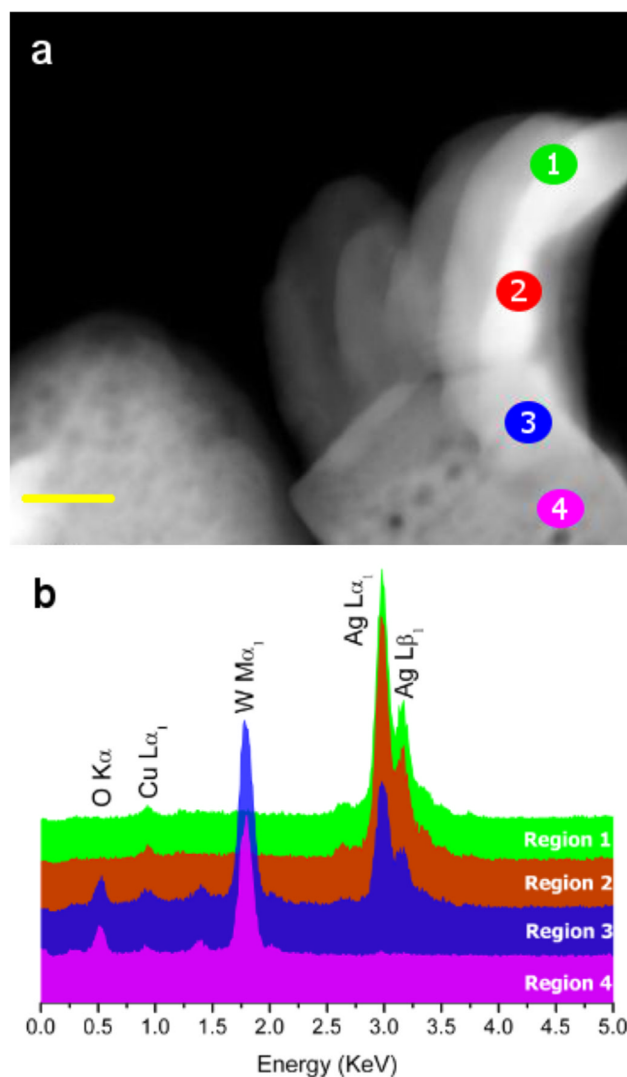 a
1
2
3
4
b
O Kα
Cu Lα₁
W Mα₁
Ag Lα₁
Ag Lβ₁
Region 1
Region 2
Region 3
Region 4
0.0 0.5 1.0 1.5 2.0 2.5 3.0 3.5 4.0 4.5 5.0
Energy (KeV)